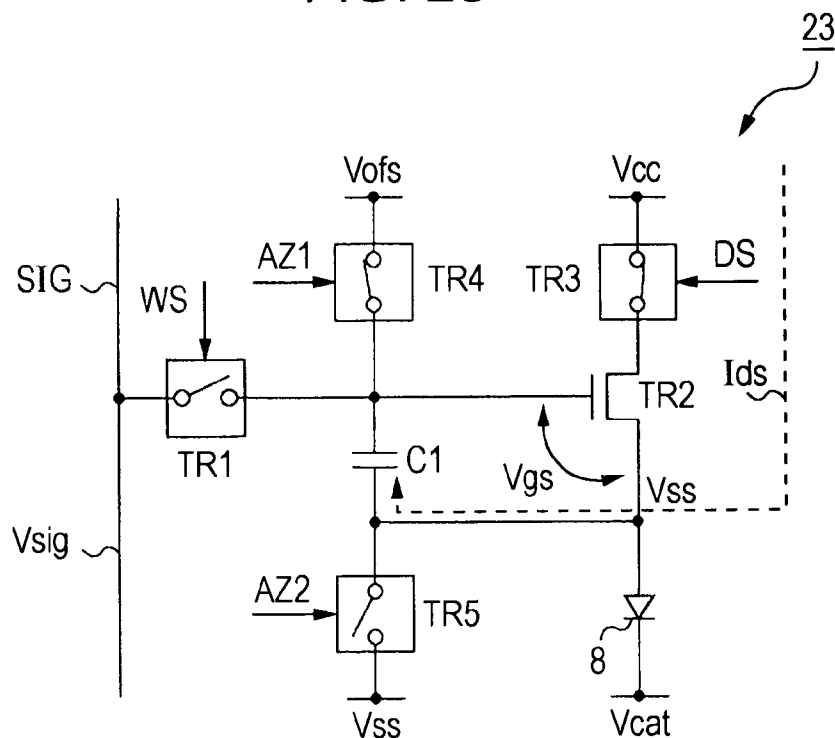 23
Vofs
Vcc
AZ1
TR4
TR3
DS
SIG
WS
Ids
TR2
TR1
C1
Vgs
Vss
Vsig
AZ2
TR5
8
Vss
Vcat